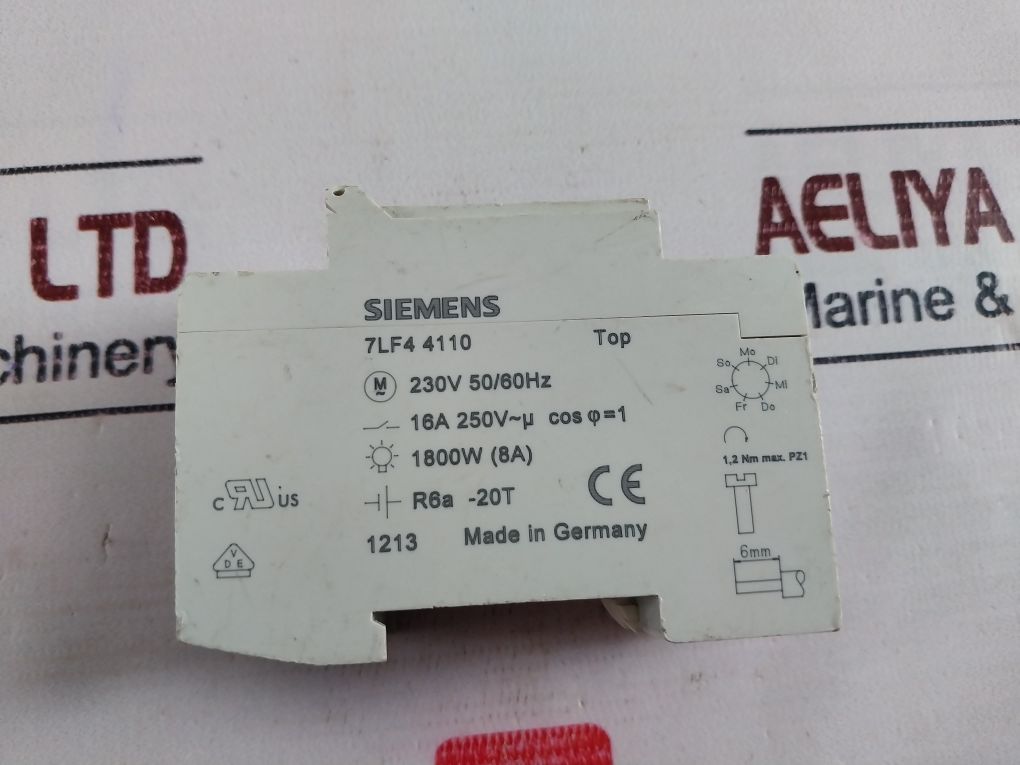 LTD
AELIYA
Marine &
chinery
SIEMENS
7LF4 4110 Top
M 230V 50/60Hz
16A 250V~µ cos φ=1
1800W (8A)
R6a -20T
1213 Made in Germany
CE
c RU us
V
D E
Mo
So Di
Sa Mi
Fr Do
1,2 Nm max. PZ1
6mm